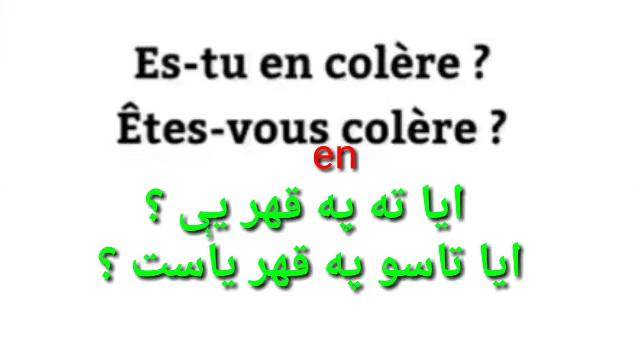 Es-tu en colère ?
Êtes-vous colère ?
en
ایا ته په قهر یې ؟
ایا تاسو په قهر یاست ؟